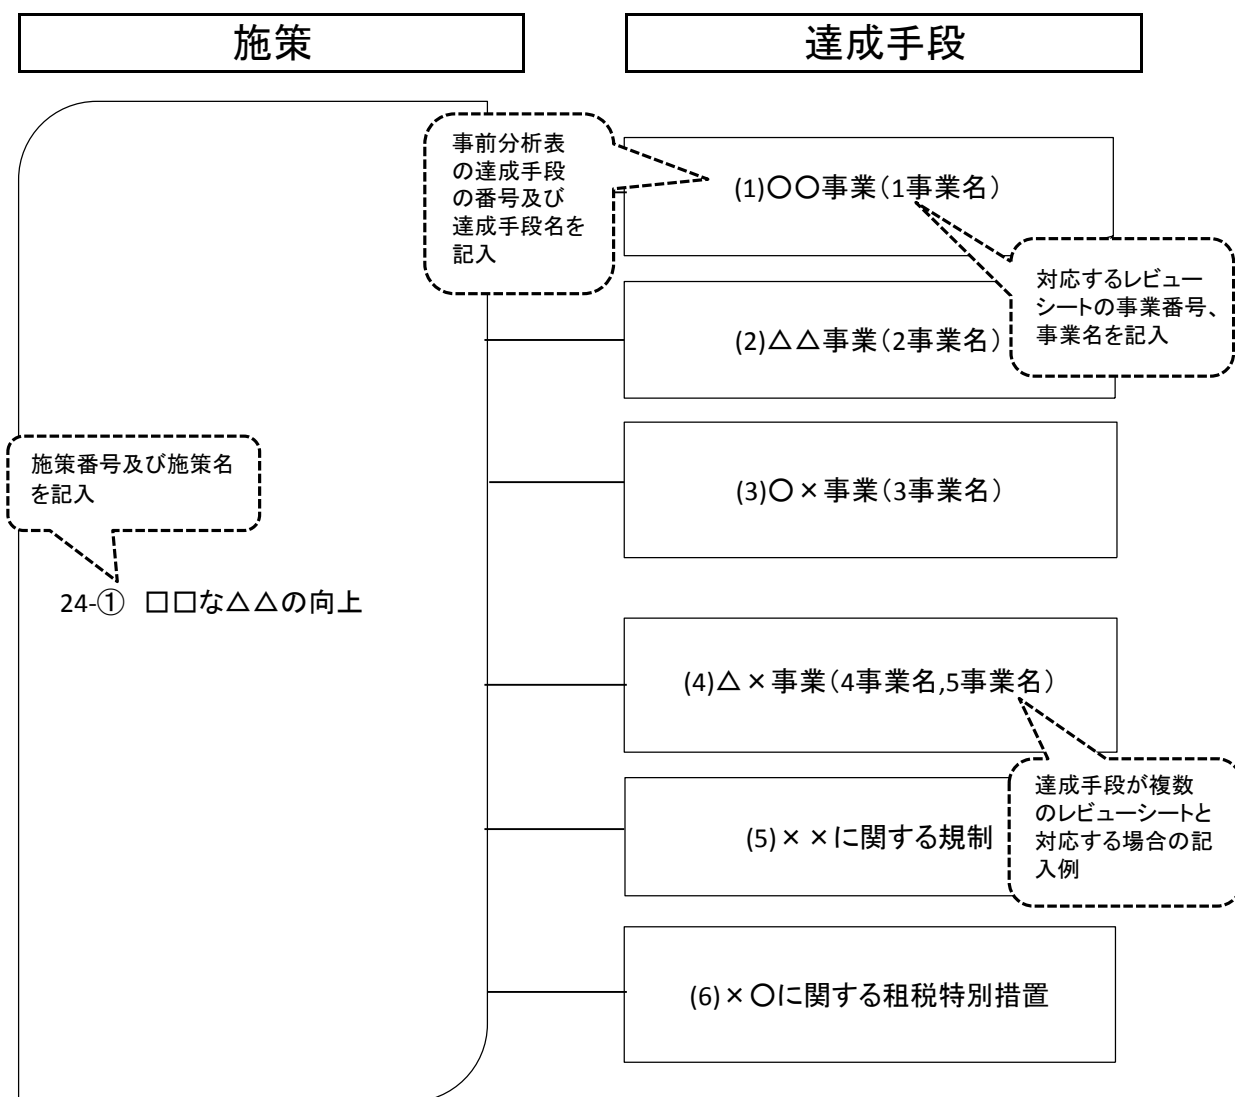 施策
達成手段
事前分析表
の達成手段
の番号及び
達成手段名を
記入
(1)〇〇事業（1事業名）
対応するレビュー
シートの事業番号、
事業名を記入
(2)△△事業（2事業名）
施策番号及び施策名
を記入
(3)〇×事業（3事業名）
24-① □□な△△の向上
(4)△×事業（4事業名,5事業名）
達成手段が複数
のレビューシートと
対応する場合の記
入例
(5)××に関する規制
(6)×〇に関する租税特別措置